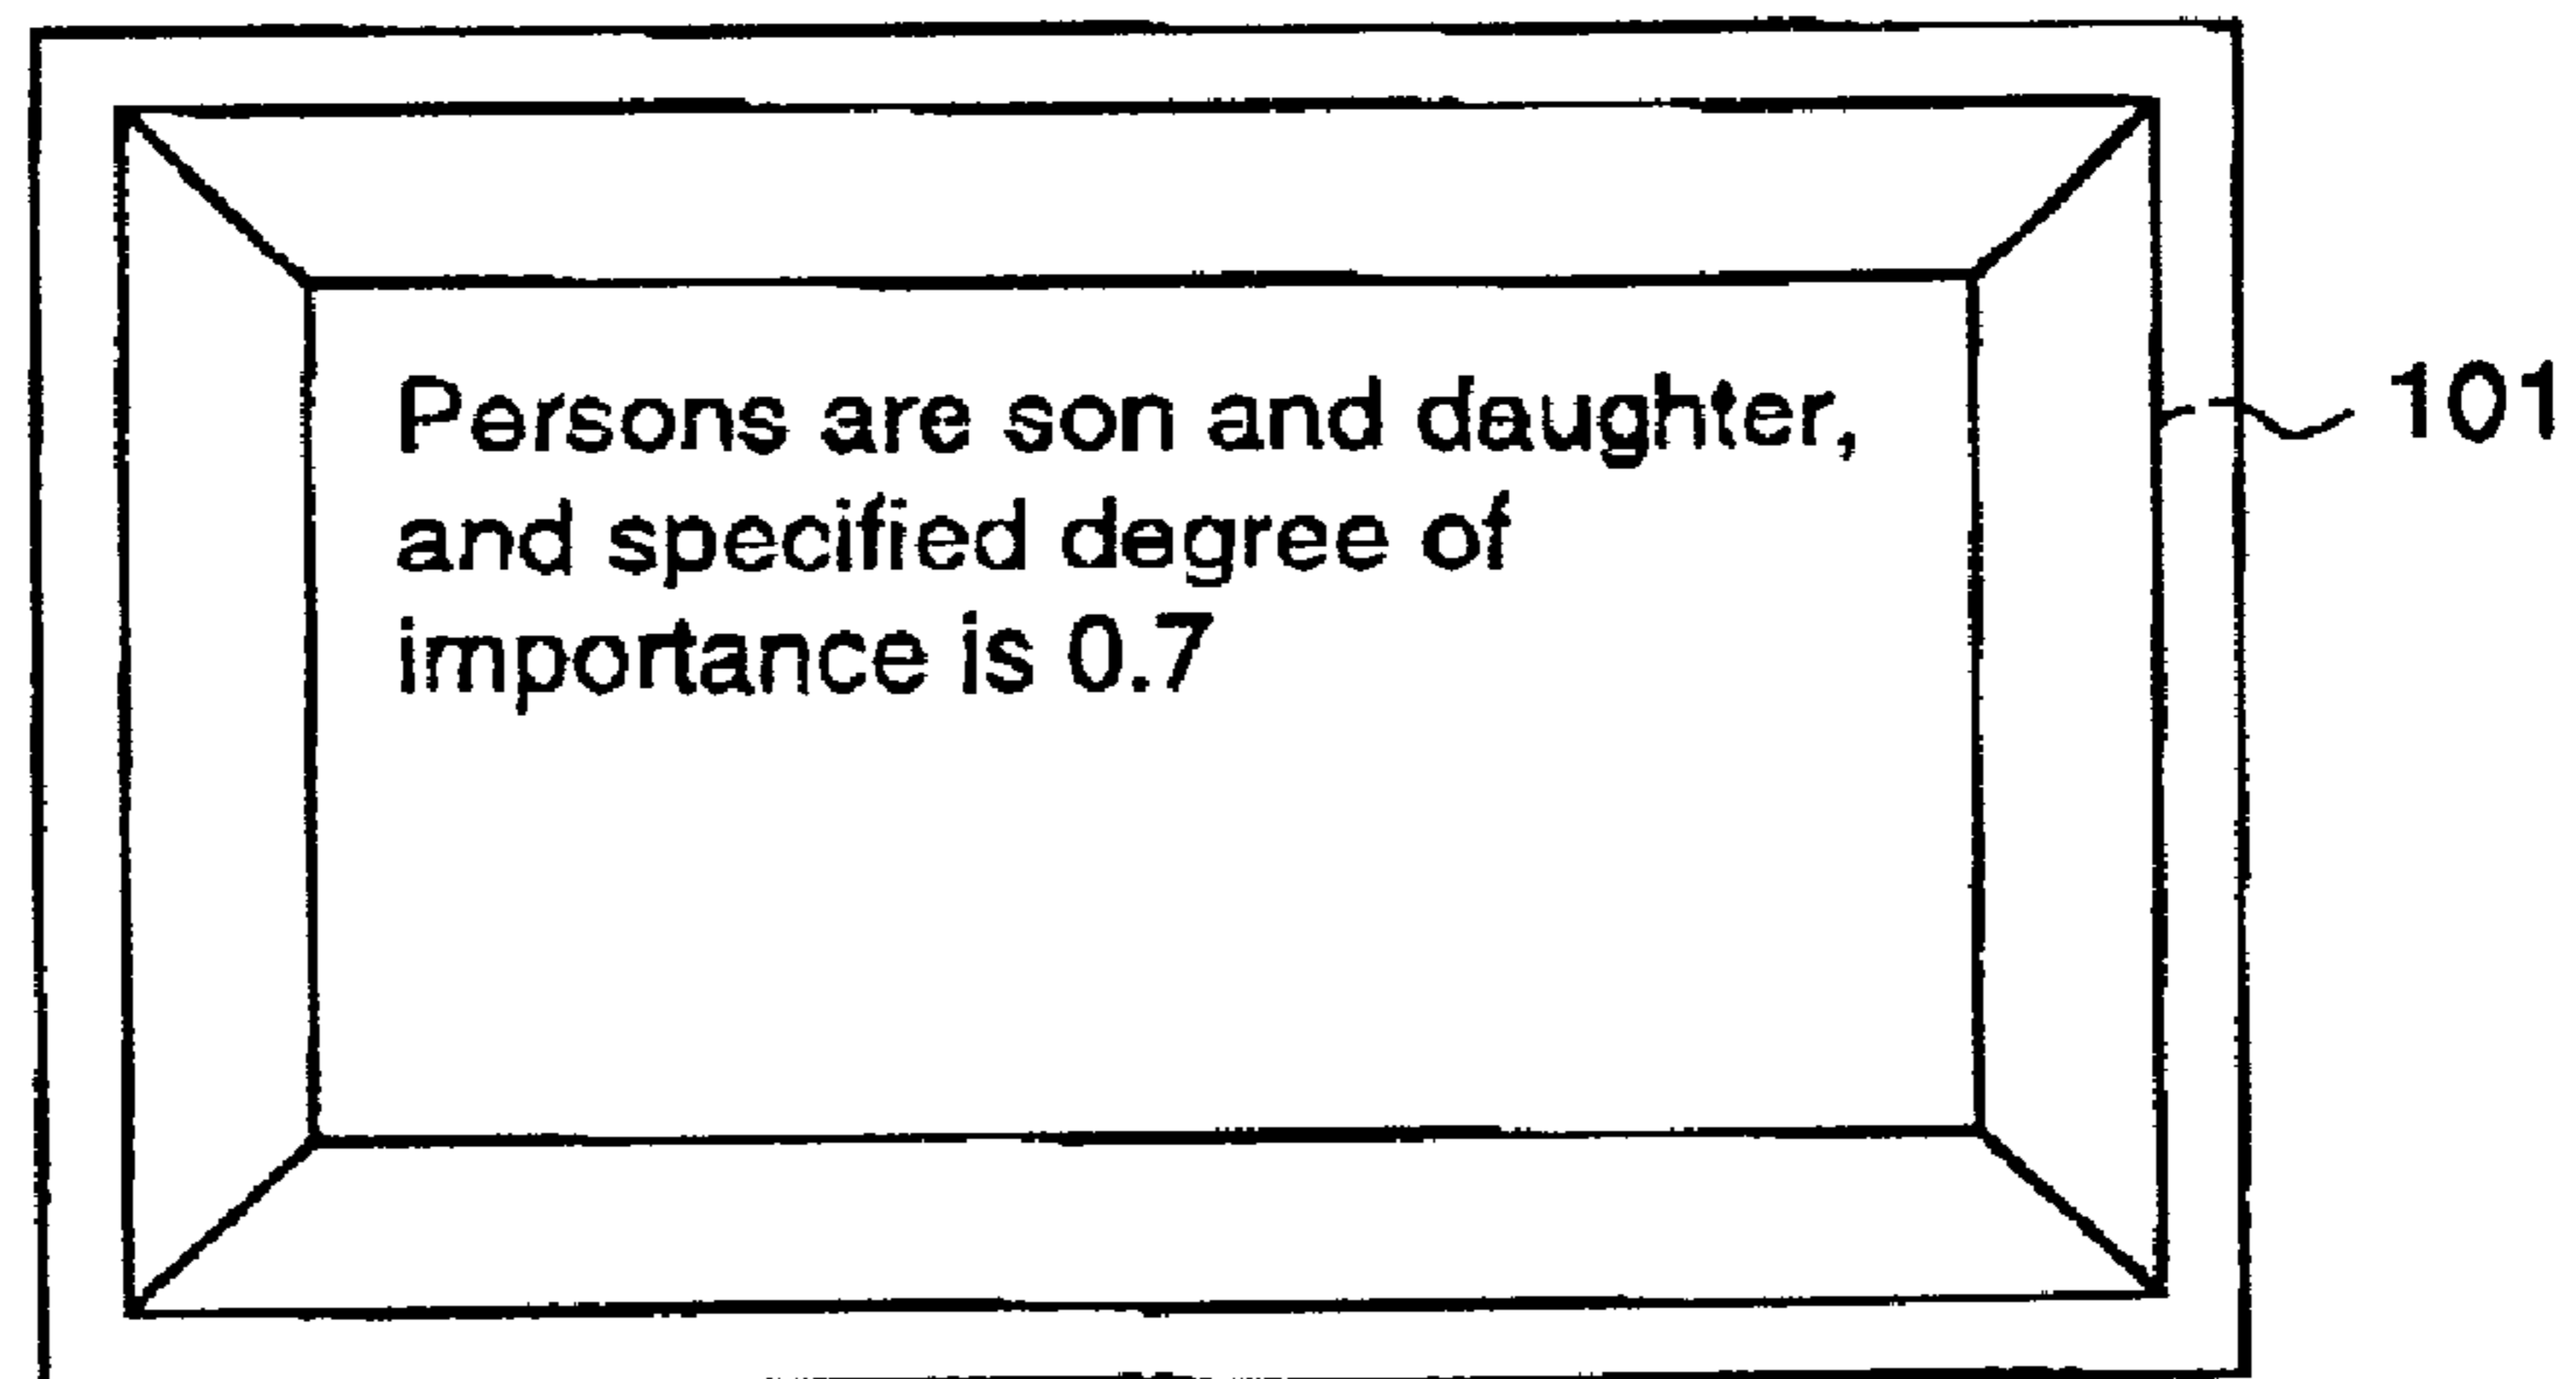 Persons are son and daughter,
and specified degree of
importance is 0.7
101